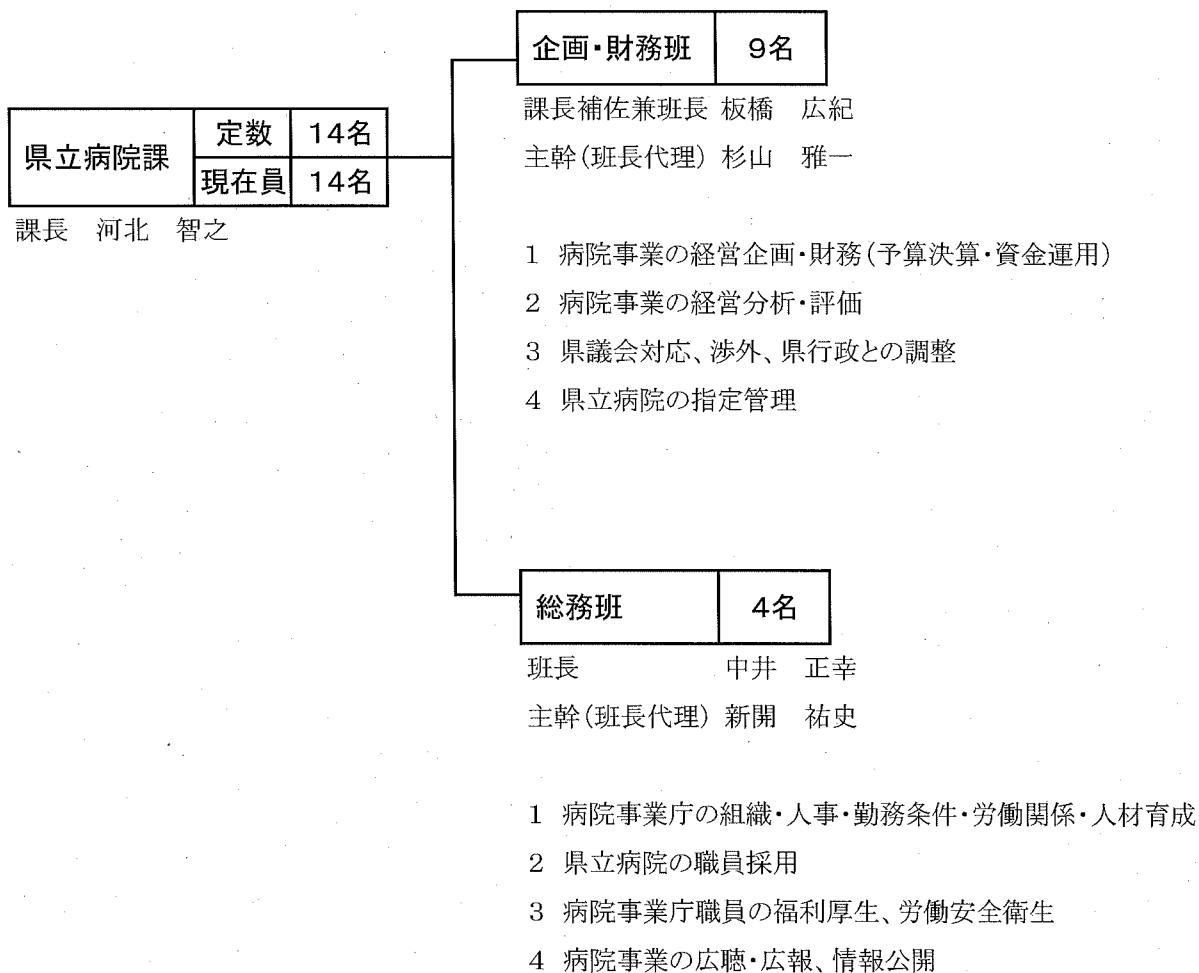 県立病院課 定数 14名
現在員 14名
課長 河北 智之
企画・財務班 9名
課長補佐兼班長 板橋 広紀
主幹(班長代理) 杉山 雅一
1 病院事業の経営企画・財務(予算決算・資金運用)
2 病院事業の経営分析・評価
3 県議会対応、渉外、県行政との調整
4 県立病院の指定管理
総務班 4名
班長 中井 正幸
主幹(班長代理) 新開 祐史
1 病院事業庁の組織・人事・勤務条件・労働関係・人材育成
2 県立病院の職員採用
3 病院事業庁職員の福利厚生、労働安全衛生
4 病院事業の広聴・広報、情報公開